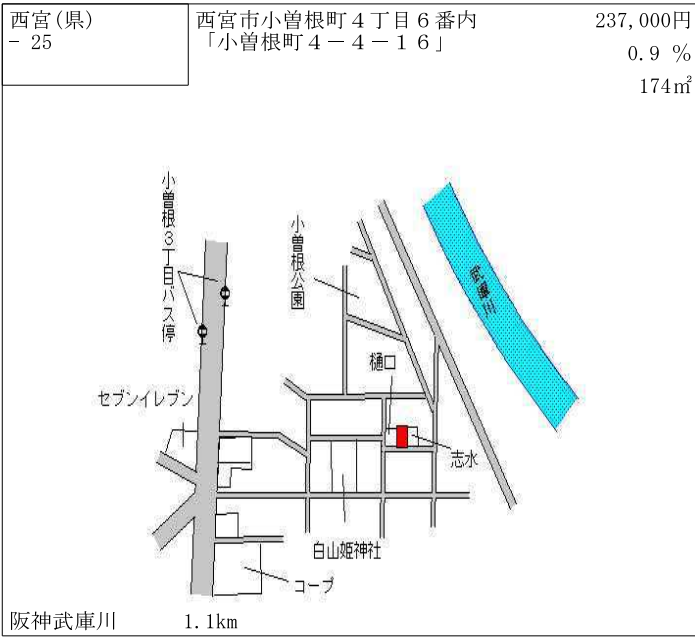 西宮(県)
－ 25
西宮市小曽根町４丁目６番内
「小曽根町４－４－１６」
237,000円
0.9 %
174㎡
小曽根３丁目バス停
小曽根公園
武庫川
樋口
セブンイレブン
志水
白山姫神社
コープ
阪神武庫川 1.1km